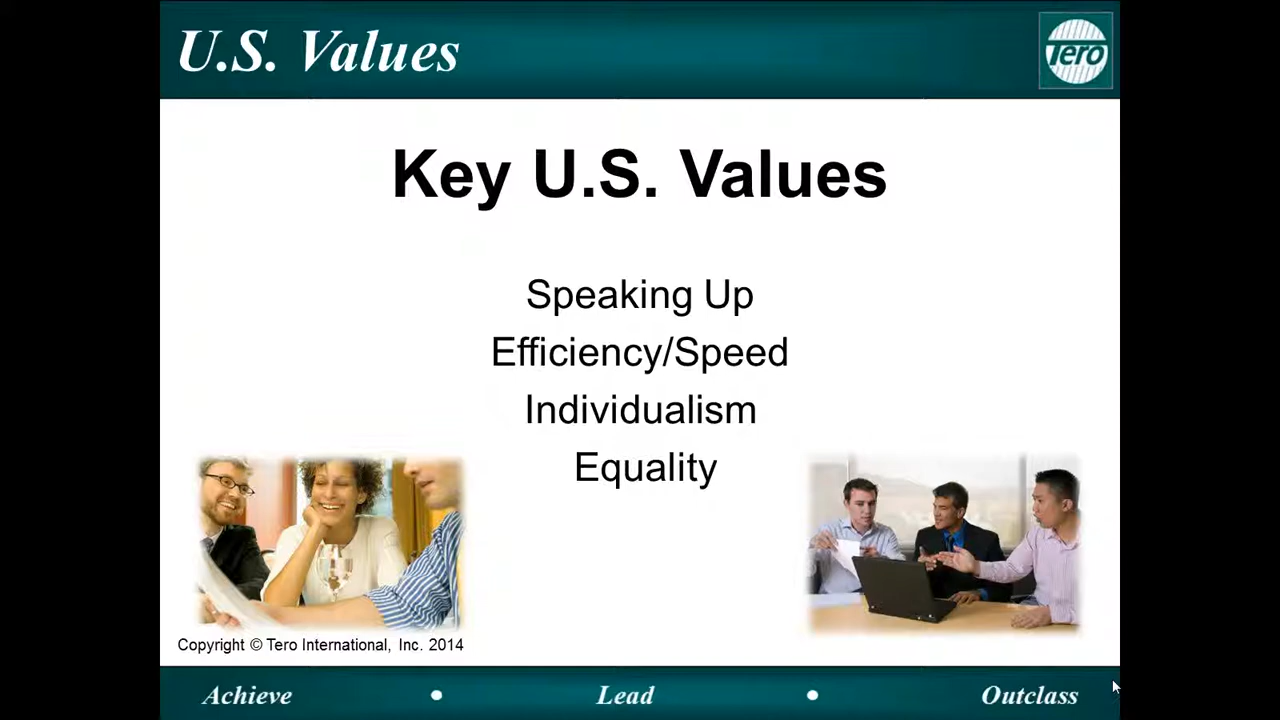 U.S. Values
Tero
Key U.S. Values
Speaking Up
Efficiency/Speed
Individualism
Equality
Copyright © Tero International, Inc. 2014
Achieve • Lead • Outclass